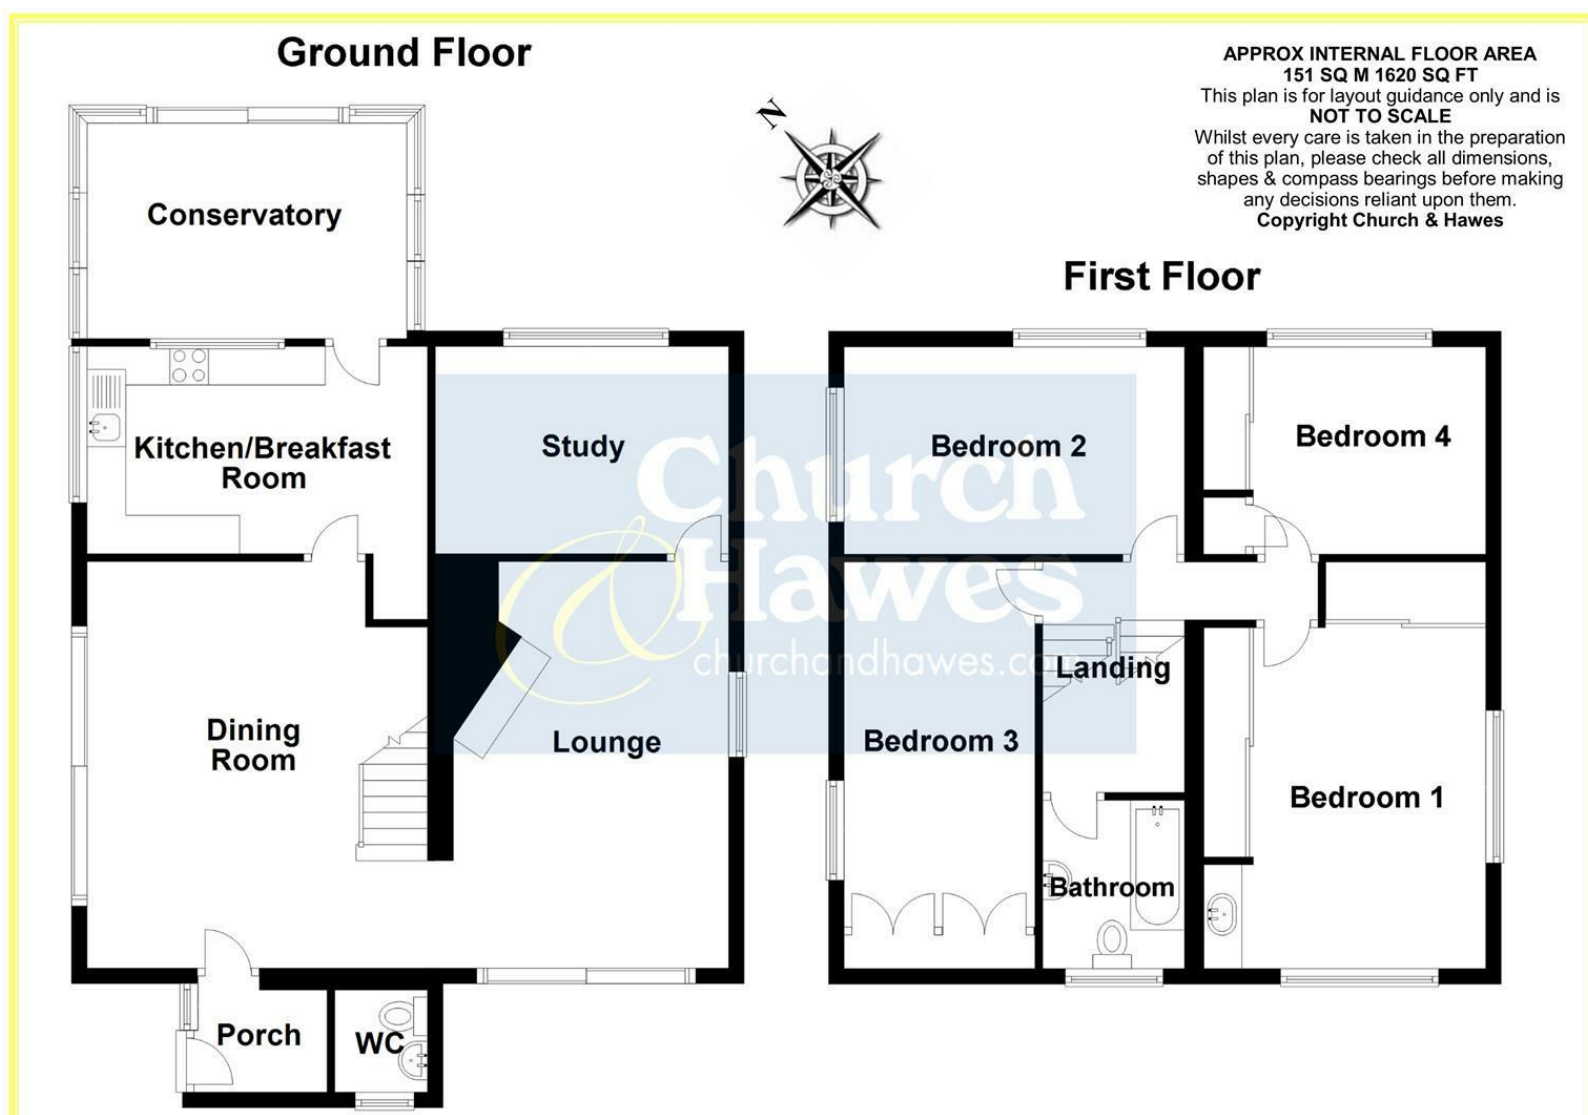 Ground Floor
APPROX INTERNAL FLOOR AREA
151 SQ M 1620 SQ FT
This plan is for layout guidance only and is
NOT TO SCALE
Whilst every care is taken in the preparation
of this plan, please check all dimensions,
shapes & compass bearings before making
any decisions reliant upon them.
Copyright Church & Hawes
N
First Floor
Conservatory
Kitchen/Breakfast
Room
Study
Bedroom 2
Bedroom 4
Church
& Hawes
churchandhawes.com
Landing
Dining
Room
Lounge
Bedroom 3
Bedroom 1
Bathroom
Porch
WC